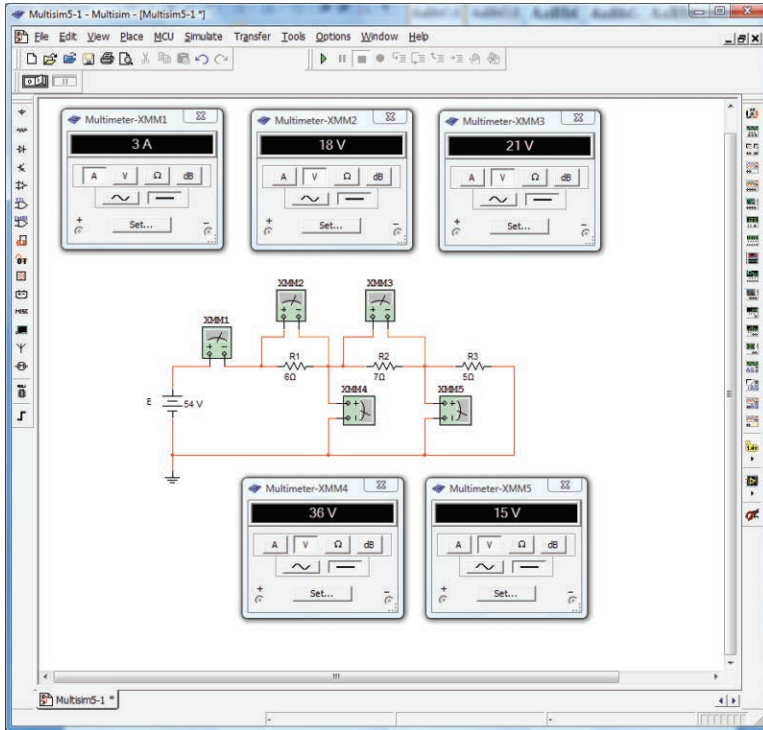 Multisim5-1 - Multisim - [Multisim5-1 *]
File Edit View Place MCU Simulate Transfer Tools Options Window Help
Multimeter-XMM1
3 A
A V Ω dB
+ Set... -
Multimeter-XMM2
18 V
A V Ω dB
+ Set... -
Multimeter-XMM3
21 V
A V Ω dB
+ Set... -
XMM2 XMM3
XMM1
R1 R2 R3
6Ω 7Ω 5Ω
XMM4 XMM5
E 54 V
Multimeter-XMM4
36 V
A V Ω dB
+ Set... -
Multimeter-XMM5
15 V
A V Ω dB
+ Set... -
MISC
Multisim5-1 *